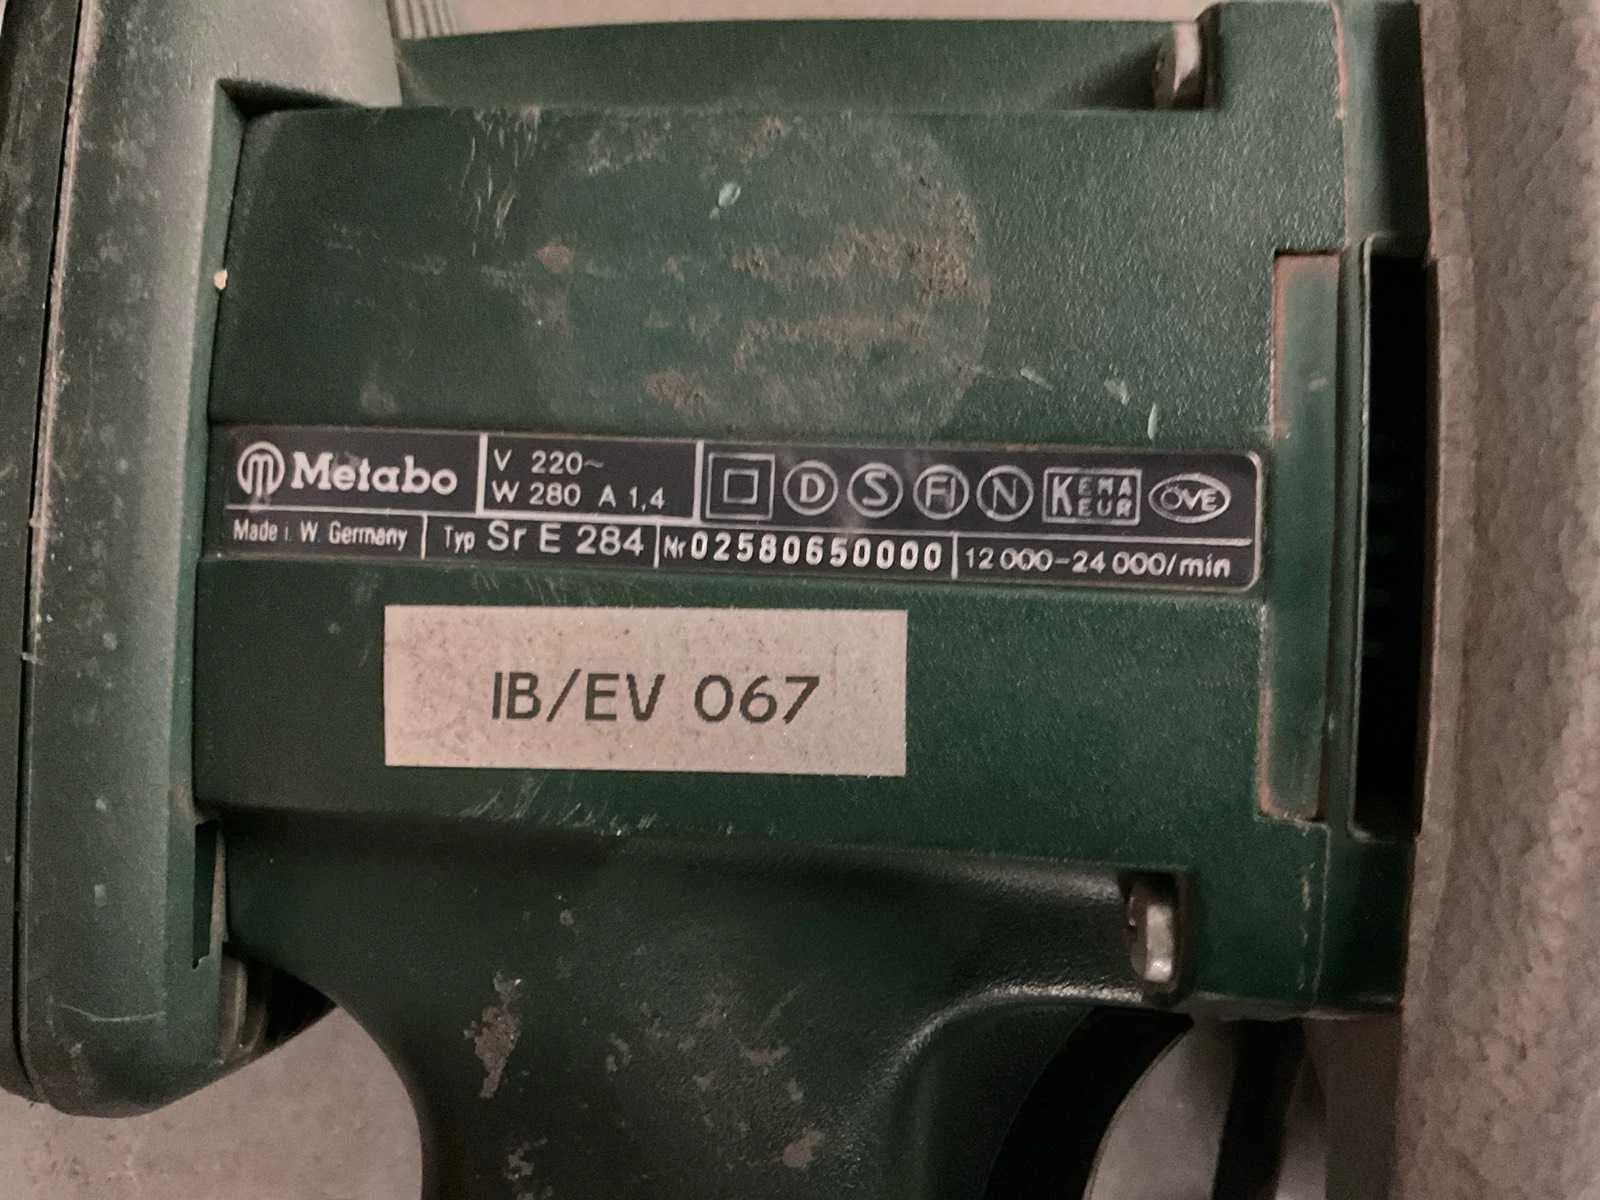 Metabo
V 220~
W 280 A 1,4
D S FI N KEMA KEUR ÖVE
Made i. W. Germany
Typ Sr E 284
Nr 02580650000
12 000-24 000/min
IB/EV 067